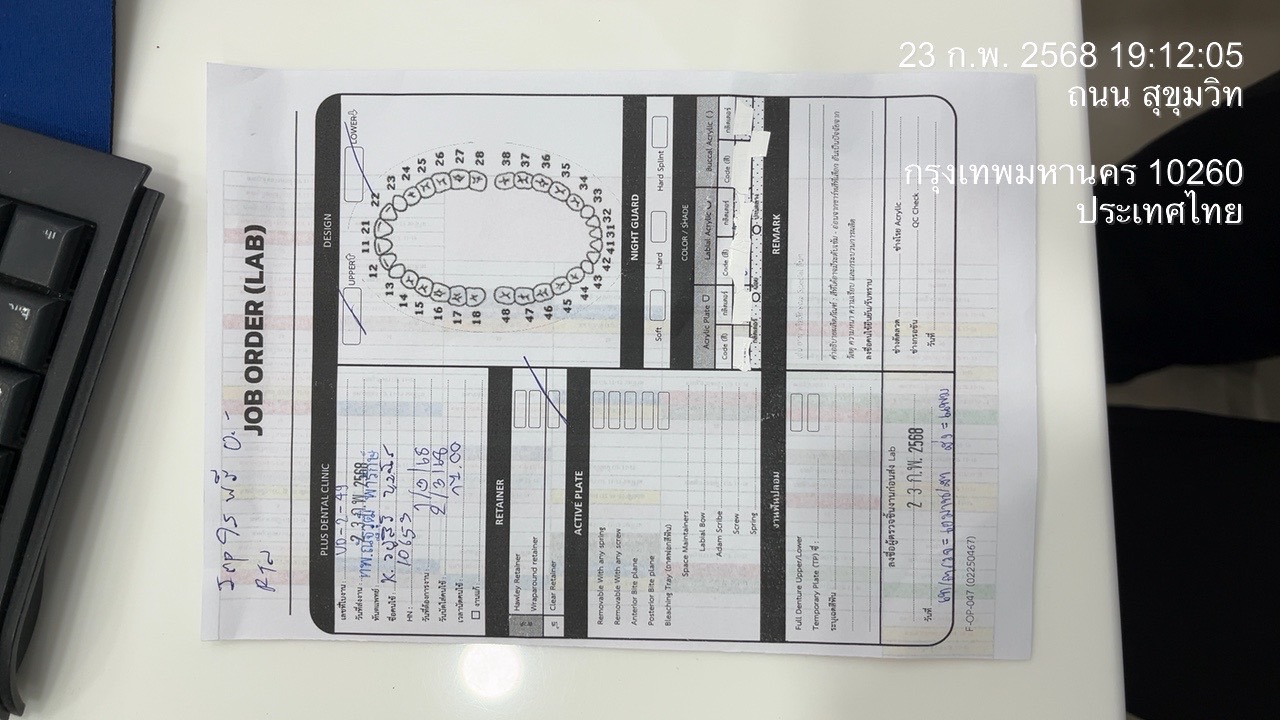 ฟรี 0.-
JOB ORDER (LAB)
PLUS DENTAL CLINIC
เลขที่ใบงาน : UD-2-49
วันที่ส่งงาน : 2 3 ก.พ. 2568
ทันตแพทย์ : ทพ.ณัฐวุฒิ
ชื่อคนไข้ : K.
HN : 10653
วันที่ต้องการงาน : 1/3/68
วันนัดใส่คนไข้ : 2/3/68
เวลานัดคนไข้ : 17.00
งานแก้ :
DESIGN
UPPER
LOWER
11 21
12 22
13 23
14 24
15 25
16 26
17 27
18 28
48 38
47 37
46 36
45 35
44 34
43 33
42 41 31 32
RETAINER
Hawley Retainer
Wraparound retainer
Clear Retainer
ACTIVE PLATE
Removable With any spring
Removable With any screw
Anterior Bite plane
Posterior Bite plane
Bleaching Tray (ถาดฟอกสีฟัน)
Space Maintainers
Labial Bow
Adam Scribe
Screw
Spring
NIGHT GUARD
Soft Hard Hard Splint
COLOR / SHADE
Acrylic Plate Labial Acrylic Buccal Acrylic ( )
Code (สี) กลิตเตอร์ Code (สี) กลิตเตอร์ Code (สี) กลิตเตอร์
กลิตเตอร์ น้อย ปานกลาง
งานฟันปลอม
Full Denture Upper/Lower
Temporary Plate (TP) ซี่ :
ระบุเฉดสีฟัน
REMARK
คำอธิบายผลิตภัณฑ์ : สีที่ได้อาจมีระดับเข้ม - อ่อนจากชาร์ทสีที่เลือก อันเป็นปัจจัยจาก
วัสดุ ความหนา ความเรียบ และกระบวนการผลิต
ลงชื่อคนไข้ยืนยัน/รับทราบ
ลงชื่อผู้ตรวจชิ้นงานก่อนส่ง Lab
2 3 ก.พ. 2568
วันที่
ช่างดัดลวด ช่างโรย Acrylic
ช่างกรอขัด QC Check
วันที่
F-OP-047 (02250467)
23 ก.พ. 2568 19:12:05
ถนน สุขุมวิท
กรุงเทพมหานคร 10260
ประเทศไทย